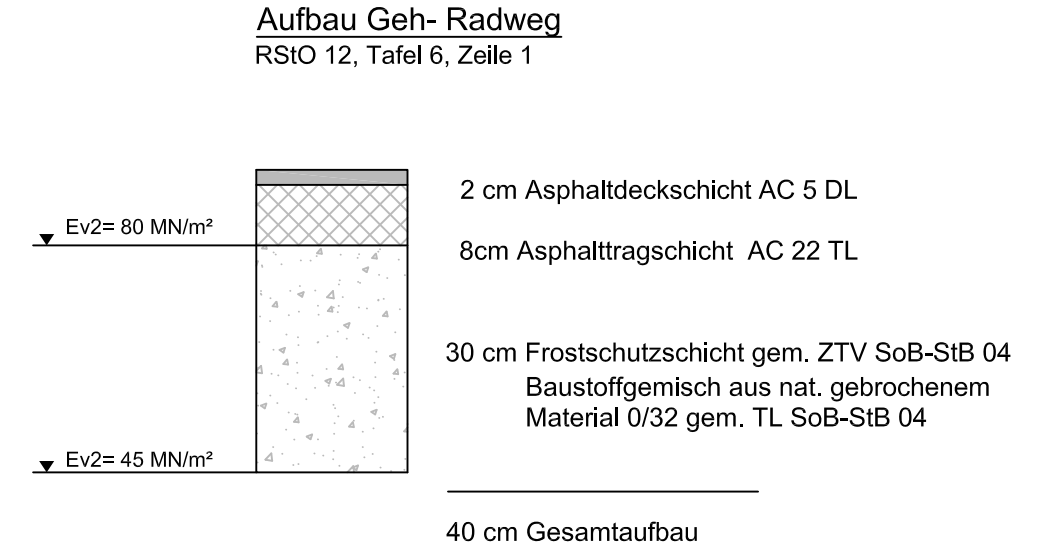 Aufbau Geh- Radweg
RStO 12, Tafel 6, Zeile 1
2 cm Asphaltdeckschicht AC 5 DL
Ev2= 80 MN/m²
8cm Asphalttragschicht AC 22 TL
30 cm Frostschutzschicht gem. ZTV SoB-StB 04
Baustoffgemisch aus nat. gebrochenem
Material 0/32 gem. TL SoB-StB 04
Ev2= 45 MN/m²
40 cm Gesamtaufbau